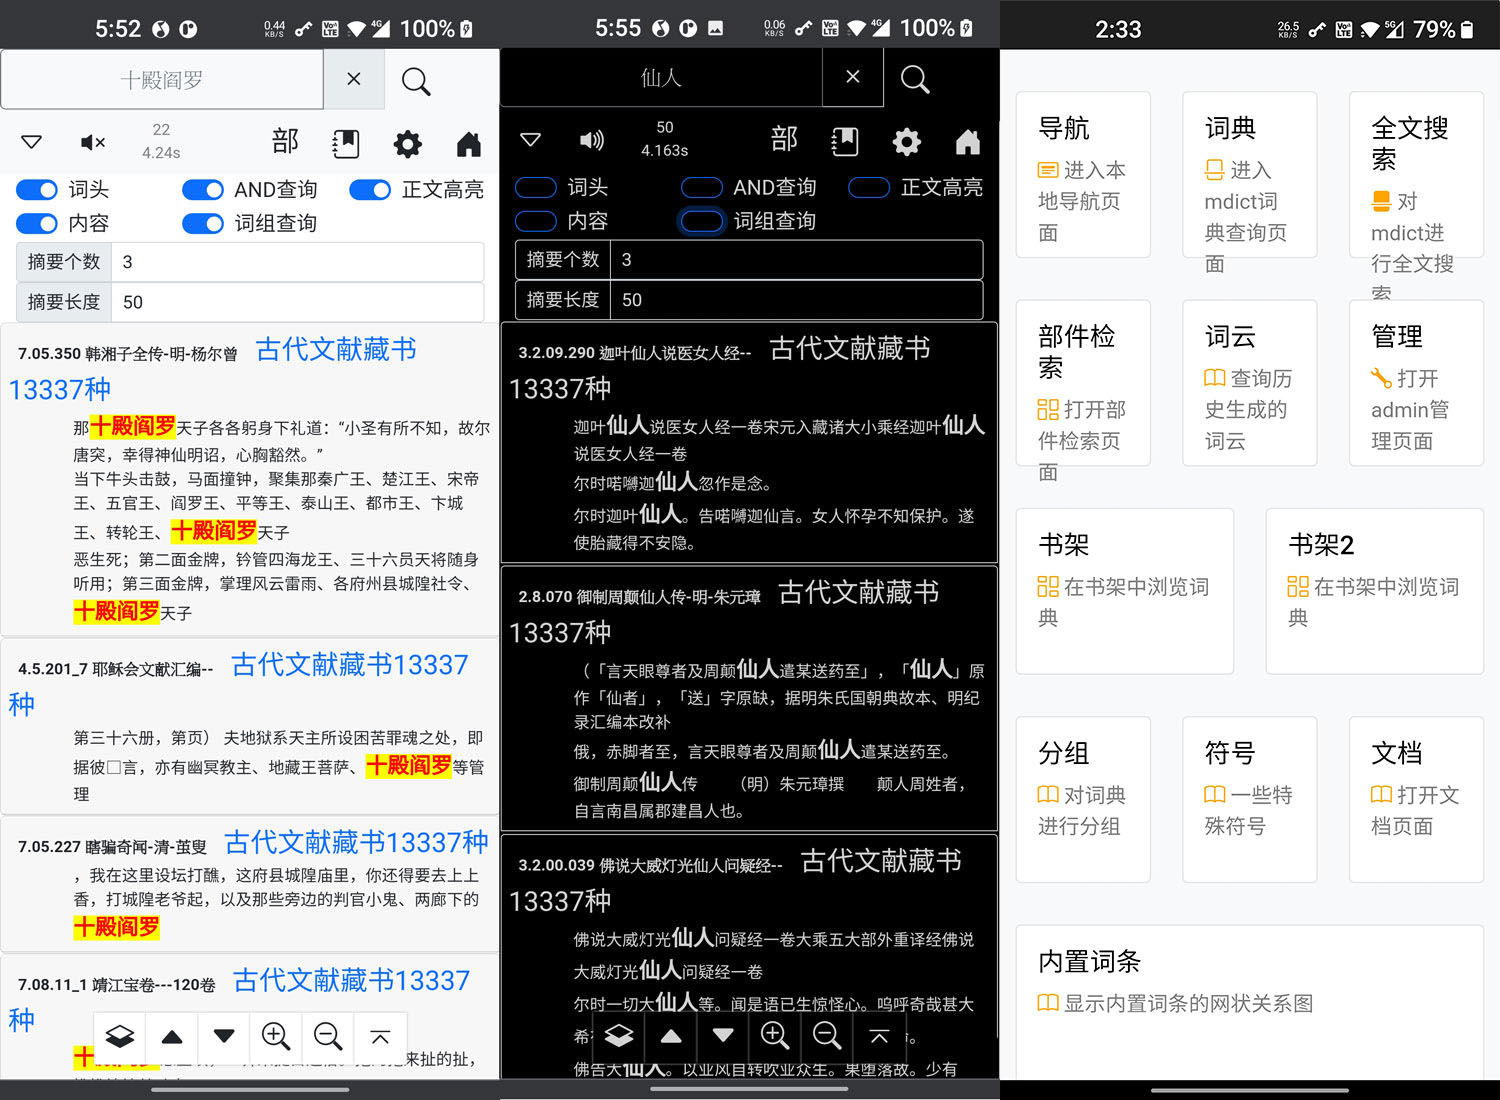 5:52
0.44 KB/S
VoLTE
4G
100%
十殿阎罗
×
22
4.24s
部
词头
AND查询
正文高亮
内容
词组查询
摘要个数 3
摘要长度 50
7.05.350 韩湘子全传-明-杨尔曾 古代文献藏书
13337种
那十殿阎罗天子各各躬身下礼道：“小圣有所不知，故尔
唐突，幸得神仙明诏，心胸豁然。”
当下牛头击鼓，马面撞钟，聚集那秦广王、楚江王、宋帝
王、五官王、阎罗王、平等王、泰山王、都市王、卞城
王、转轮王、十殿阎罗天子
恶生死；第二面金牌，钤管四海龙王、三十六员天将随身
听用；第三面金牌，掌理风云雷雨、各府州县城隍社令、
十殿阎罗天子
4.5.201_7 耶稣会文献汇编-- 古代文献藏书13337
种
第三十六册，第页） 夫地狱系天主所设困苦罪魂之处，即
据彼□言，亦有幽冥教主、地藏王菩萨、十殿阎罗等管
理
7.05.227 瞎骗奇闻-清-茧叟 古代文献藏书13337种
，我在这里设坛打醮，这府县城隍庙里，你还得要去上上
香，打城隍老爷起，以及那些旁边的判官小鬼、两廊下的
十殿阎罗
7.08.11_1 靖江宝卷---120卷 古代文献藏书13337
种
十
来扯的扯，
5:55
0.06 KB/S
VoLTE
4G
100%
仙人
×
50
4.163s
部
词头
AND查询
正文高亮
内容
词组查询
摘要个数 3
摘要长度 50
3.2.09.290 迦叶仙人说医女人经-- 古代文献藏书
13337种
迦叶仙人说医女人经一卷宋元入藏诸大小乘经迦叶仙人
说医女人经一卷
尔时喏嚩迦仙人忽作是念。
尔时迦叶仙人。告喏嚩迦仙言。女人怀孕不知保护。遂
使胎藏得不安隐。
2.8.070 御制周颠仙人传-明-朱元璋 古代文献藏书
13337种
（「言天眼尊者及周颠仙人遣某送药至」，「仙人」原
作「仙者」，「送」字原缺，据明朱氏国朝典故本、明纪
录汇编本改补
俄，赤脚者至，言天眼尊者及周颠仙人遣某送药至。
御制周颠仙人传 （明）朱元璋撰 颠人周姓者，
自言南昌属郡建昌人也。
3.2.00.039 佛说大威灯光仙人问疑经-- 古代文献藏书
13337种
佛说大威灯光仙人问疑经一卷大乘五大部外重译经佛说
大威灯光仙人问疑经一卷
尔时一切大仙人等。闻是语已生惊怪心。呜呼奇哉甚大
希
佛告大仙人。以业风自转吹业众生。果堕落故。少有
2:33
26.5 KB/S
VoLTE
5G
79%
导航
进入本
地导航页
面
词典
进入
mdict词
典查询页
面
全文搜
索
对
mdict进
行全文搜
索
部件检
索
打开部
件检索页
面
词云
查询历
史生成的
词云
管理
打开
admin管
理页面
书架
在书架中浏览词
典
书架2
在书架中浏览词
典
分组
对词典
进行分组
符号
一些特
殊符号
文档
打开文
档页面
内置词条
显示内置词条的网状关系图